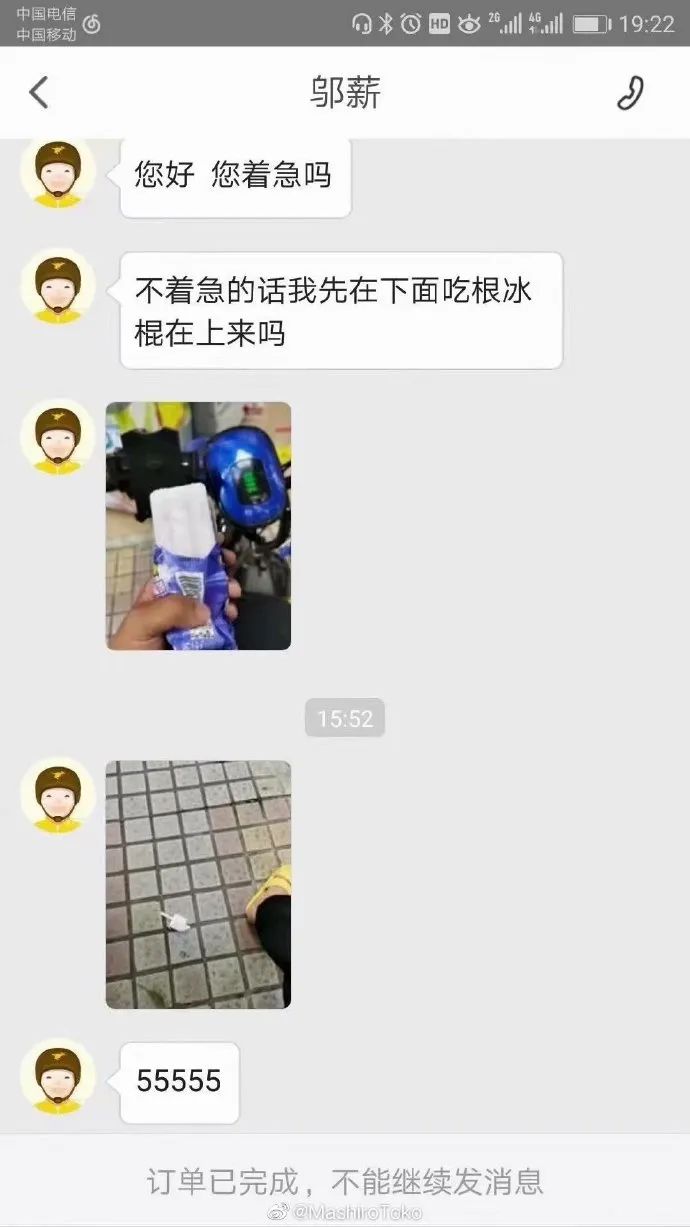 中国电信
中国移动
HD
2G
4G
19:22
邬薪
您好 您着急吗
不着急的话我先在下面吃根冰
棍在上来吗
15:52
55555
订单已完成，不能继续发消息
@MashiroToko